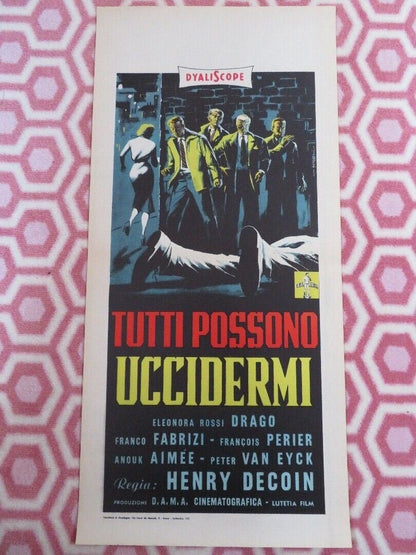 DYALISCOPE
TUTTI POSSONO
UCCIDERMI
ELEONORA ROSSI DRAGO
FRANCO FABRIZI - FRANÇOIS PERIER
ANOUK AIMÉE - PETER VAN EYCK
Regia: HENRY DECOIN
PRODUZIONE D.A.M.A. CINEMATOGRAFICA - LUTETIA FILM